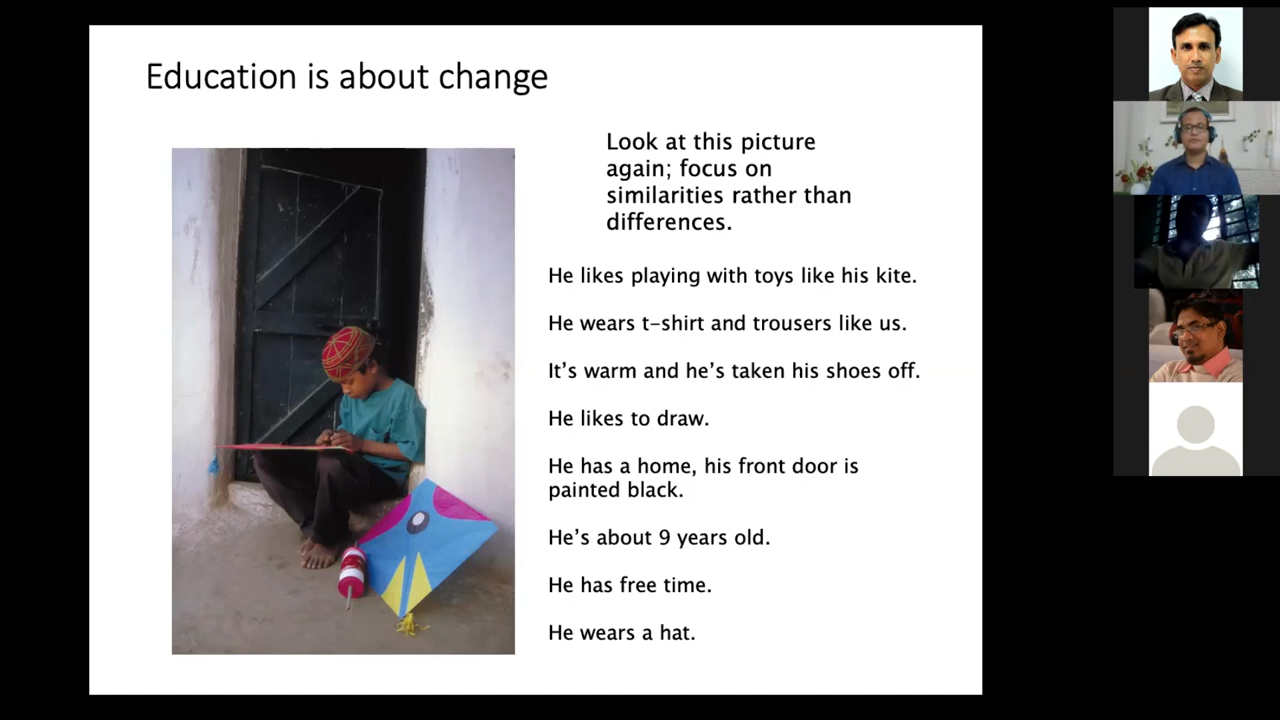 Education is about change
Look at this picture
again; focus on
similarities rather than
differences.
He likes playing with toys like his kite.
He wears t-shirt and trousers like us.
It's warm and he's taken his shoes off.
He likes to draw.
He has a home, his front door is
painted black.
He's about 9 years old.
He has free time.
He wears a hat.